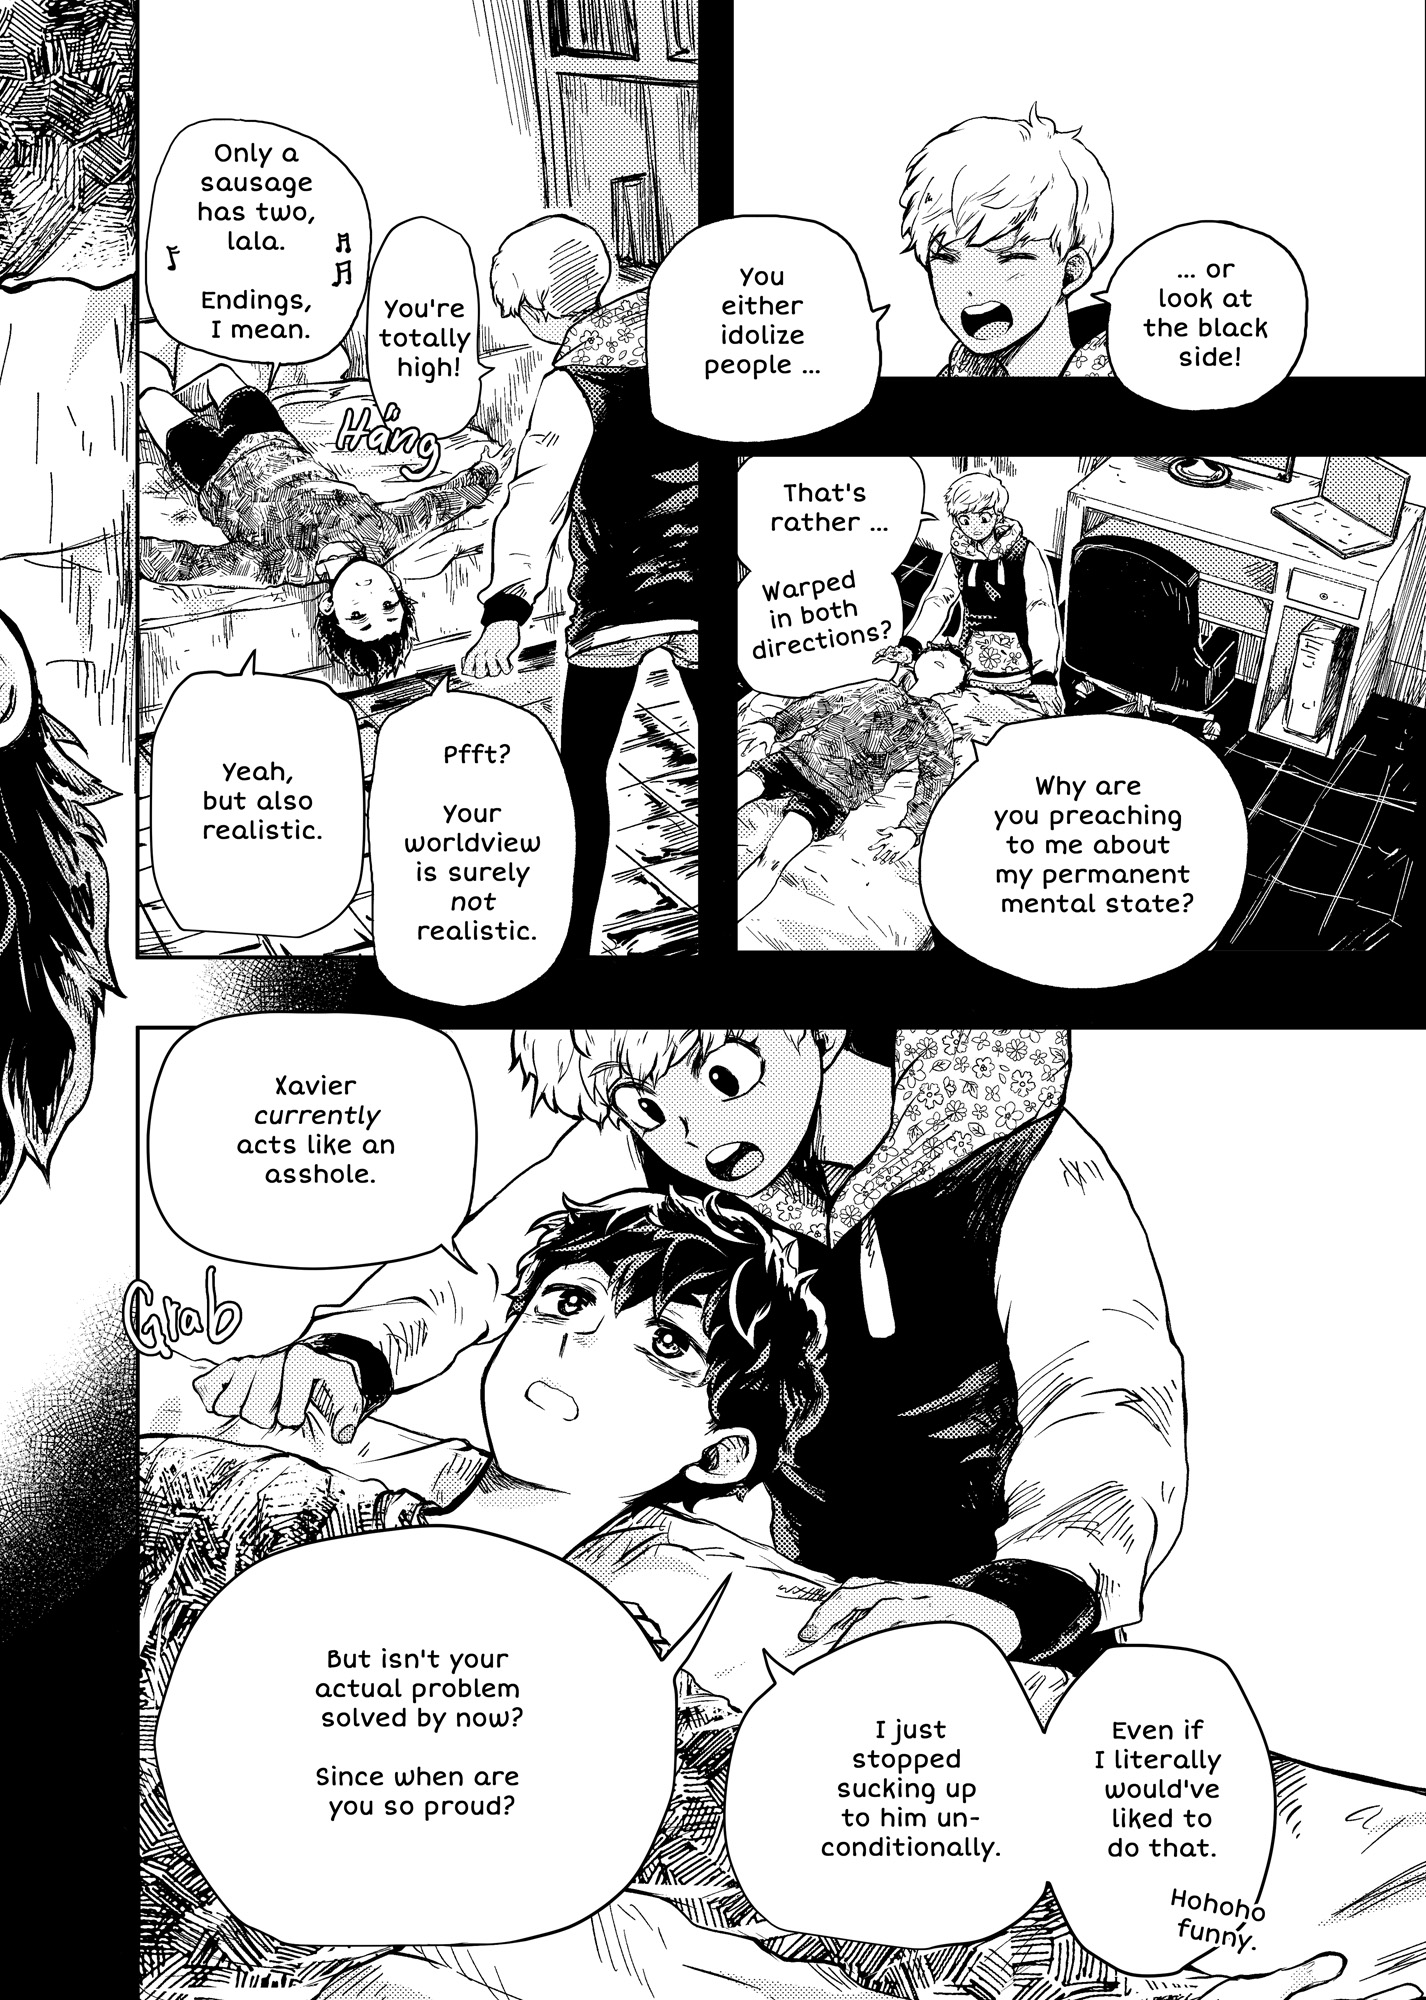 Only a
sausage
has two,
lala.
Endings,
I mean.
You're
totally
high!
Häng
Yeah,
but also
realistic.
Pfft?
Your
worldview
is surely
not
realistic.
You
either
idolize
people ...
... or
look at
the black
side!
That's
rather ...
Warped
in both
directions?
Why are
you preaching
to me about
my permanent
mental state?
Xavier
currently
acts like an
asshole.
Grab
But isn't your
actual problem
solved by now?
Since when are
you so proud?
I just
stopped
sucking up
to him un-
conditionally.
Even if
I literally
would've
liked to
do that.
Hohoho
funny.